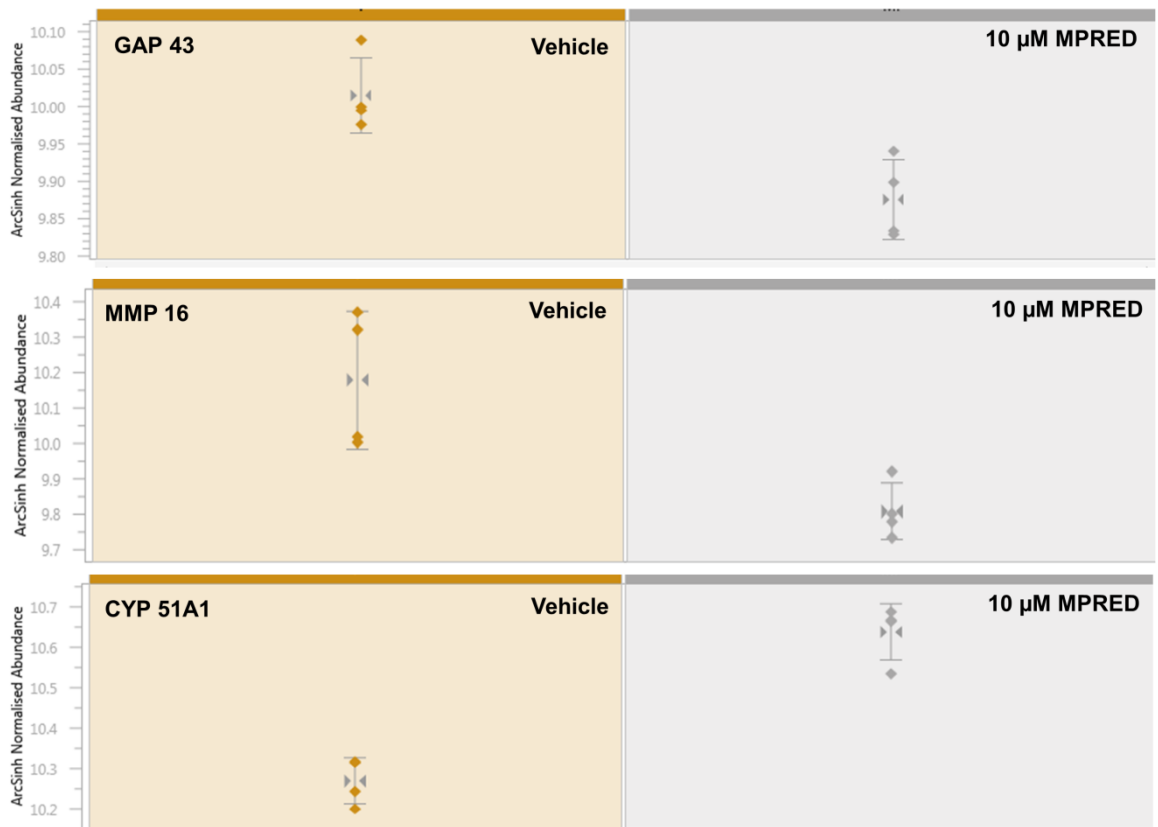 GAP 43
Vehicle
10 µM MPRED
ArcSinh Normalised Abundance
10.10
10.05
10.00
9.95
9.90
9.85
9.80
MMP 16
Vehicle
10 µM MPRED
ArcSinh Normalised Abundance
10.4
10.3
10.2
10.1
10.0
9.9
9.8
9.7
CYP 51A1
Vehicle
10 µM MPRED
ArcSinh Normalised Abundance
10.7
10.6
10.5
10.4
10.3
10.2